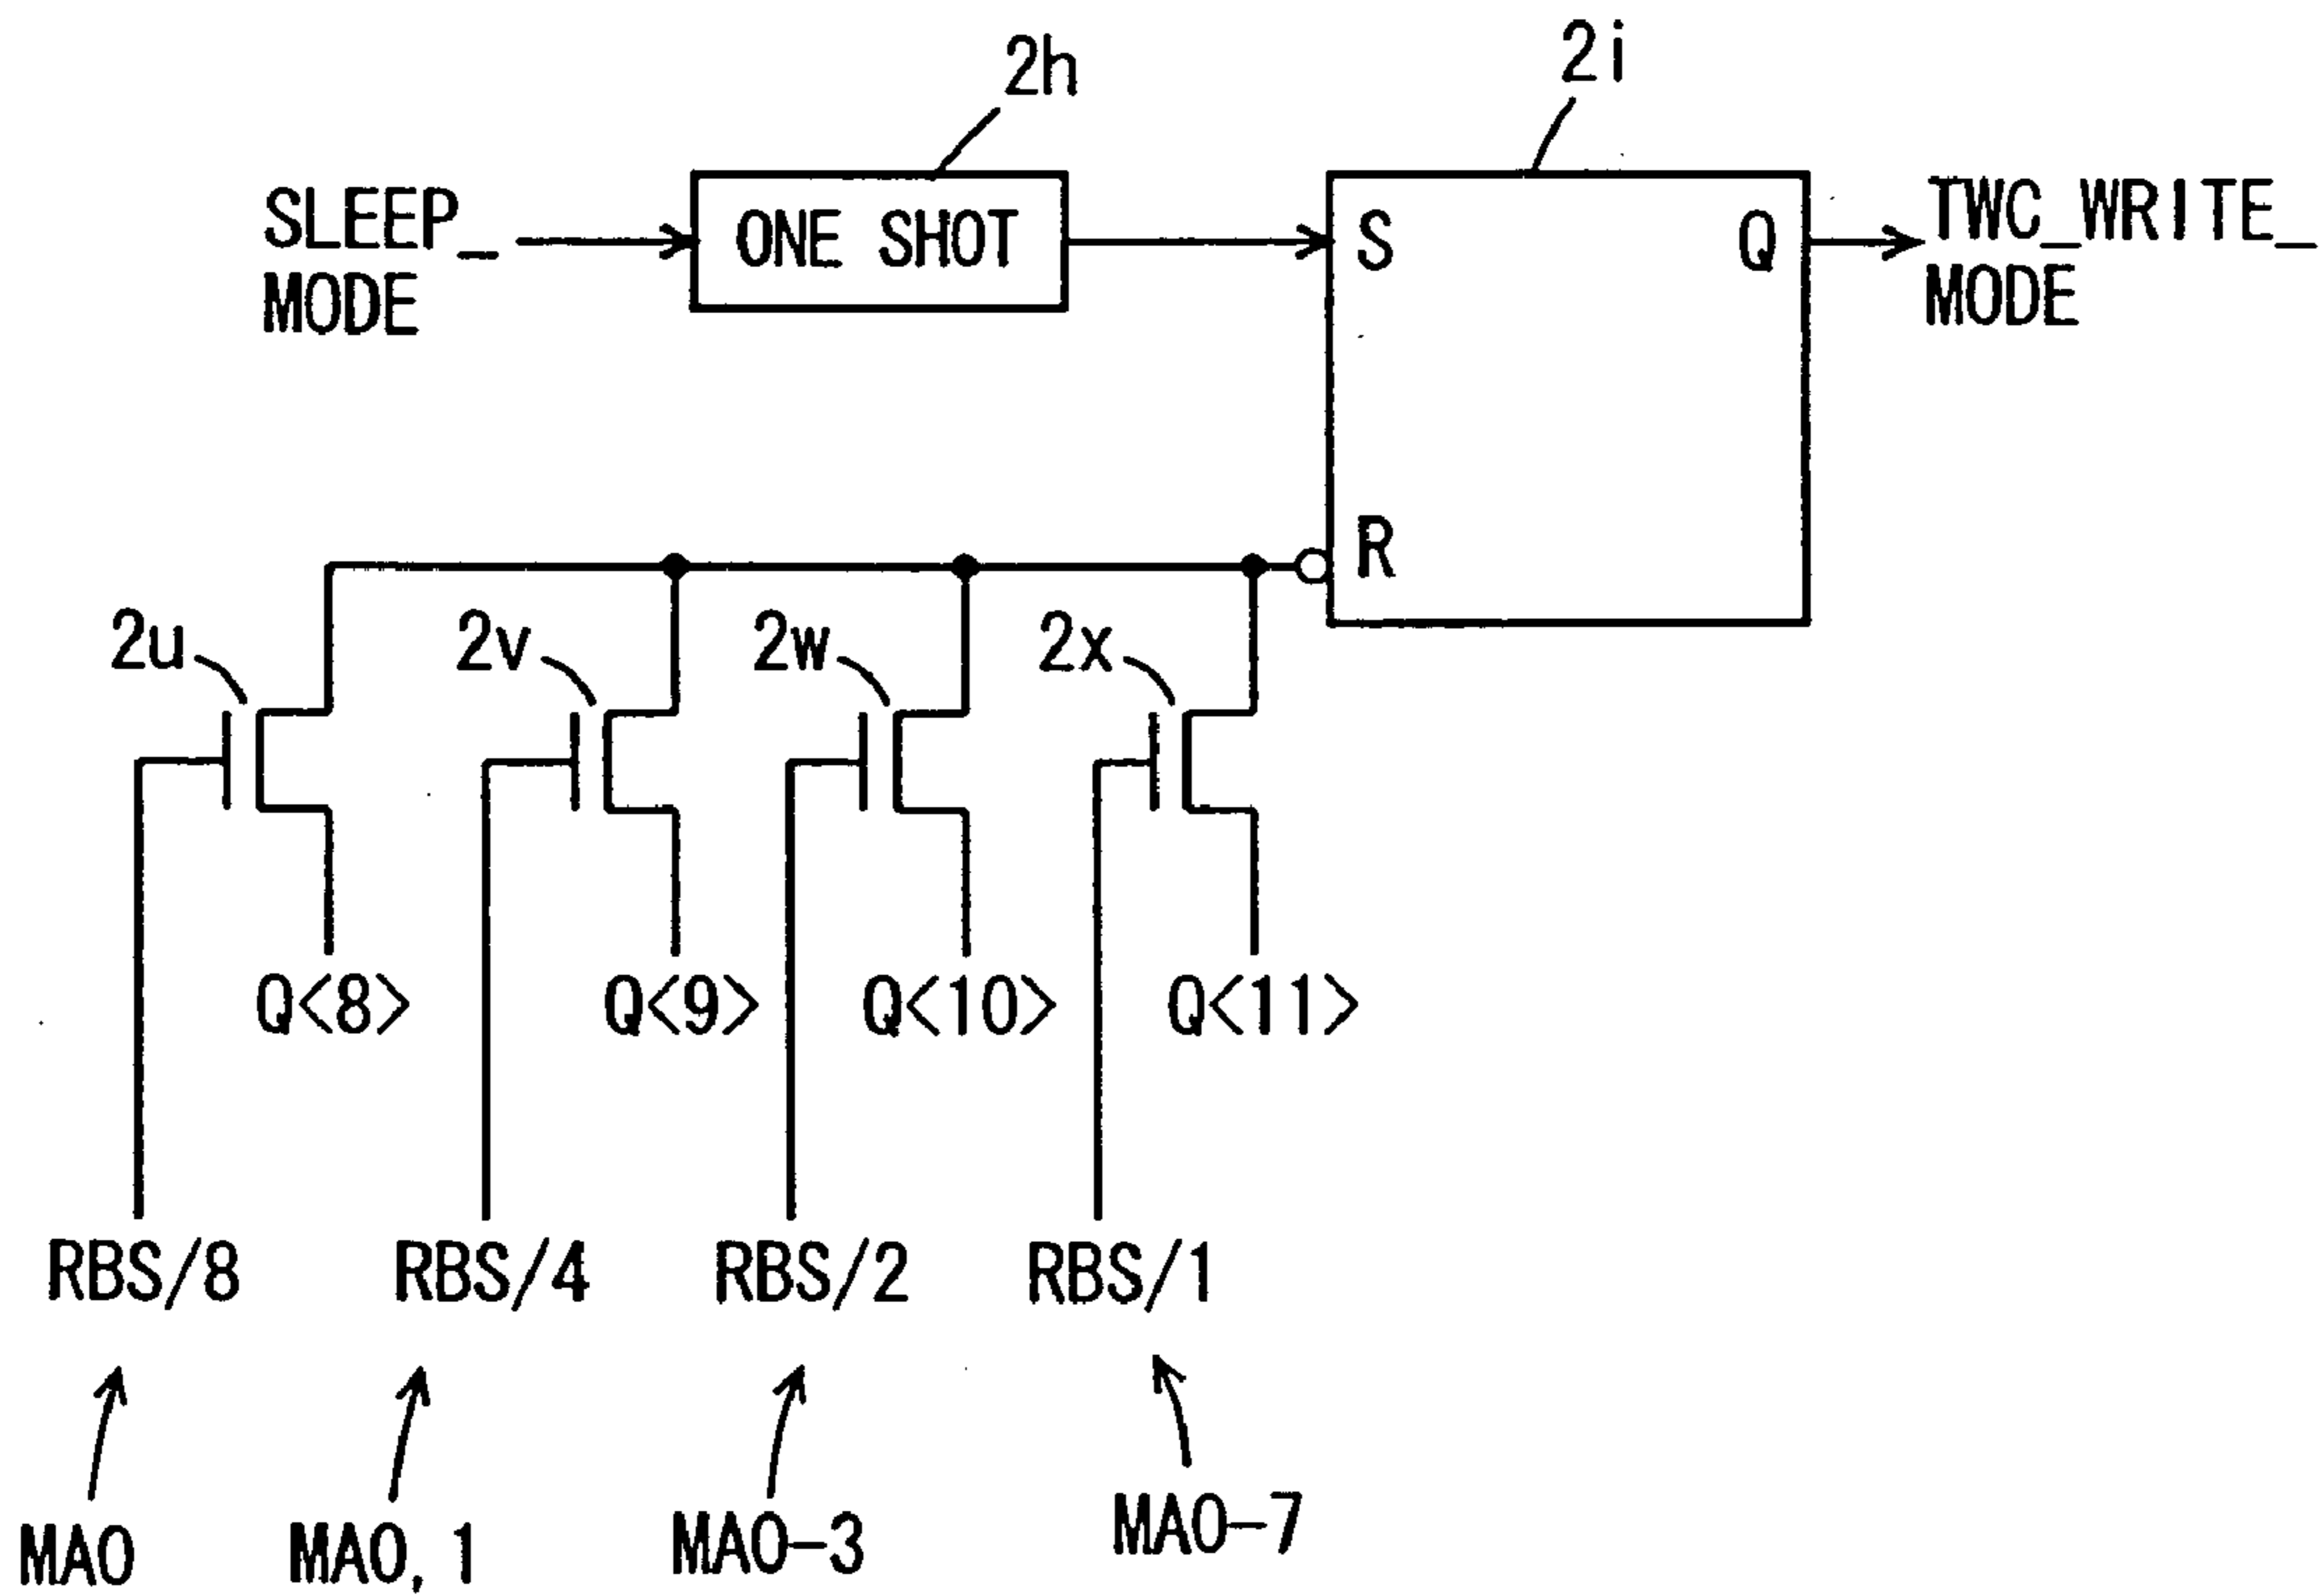 2h
2i
SLEEP_
MODE
ONE SHOT
S
Q
TWC_WRITE_
MODE
R
2u
2v
2w
2x
Q<8>
Q<9>
Q<10>
Q<11>
RBS/8
RBS/4
RBS/2
RBS/1
MA0
MA0,1
MA0-3
MA0-7